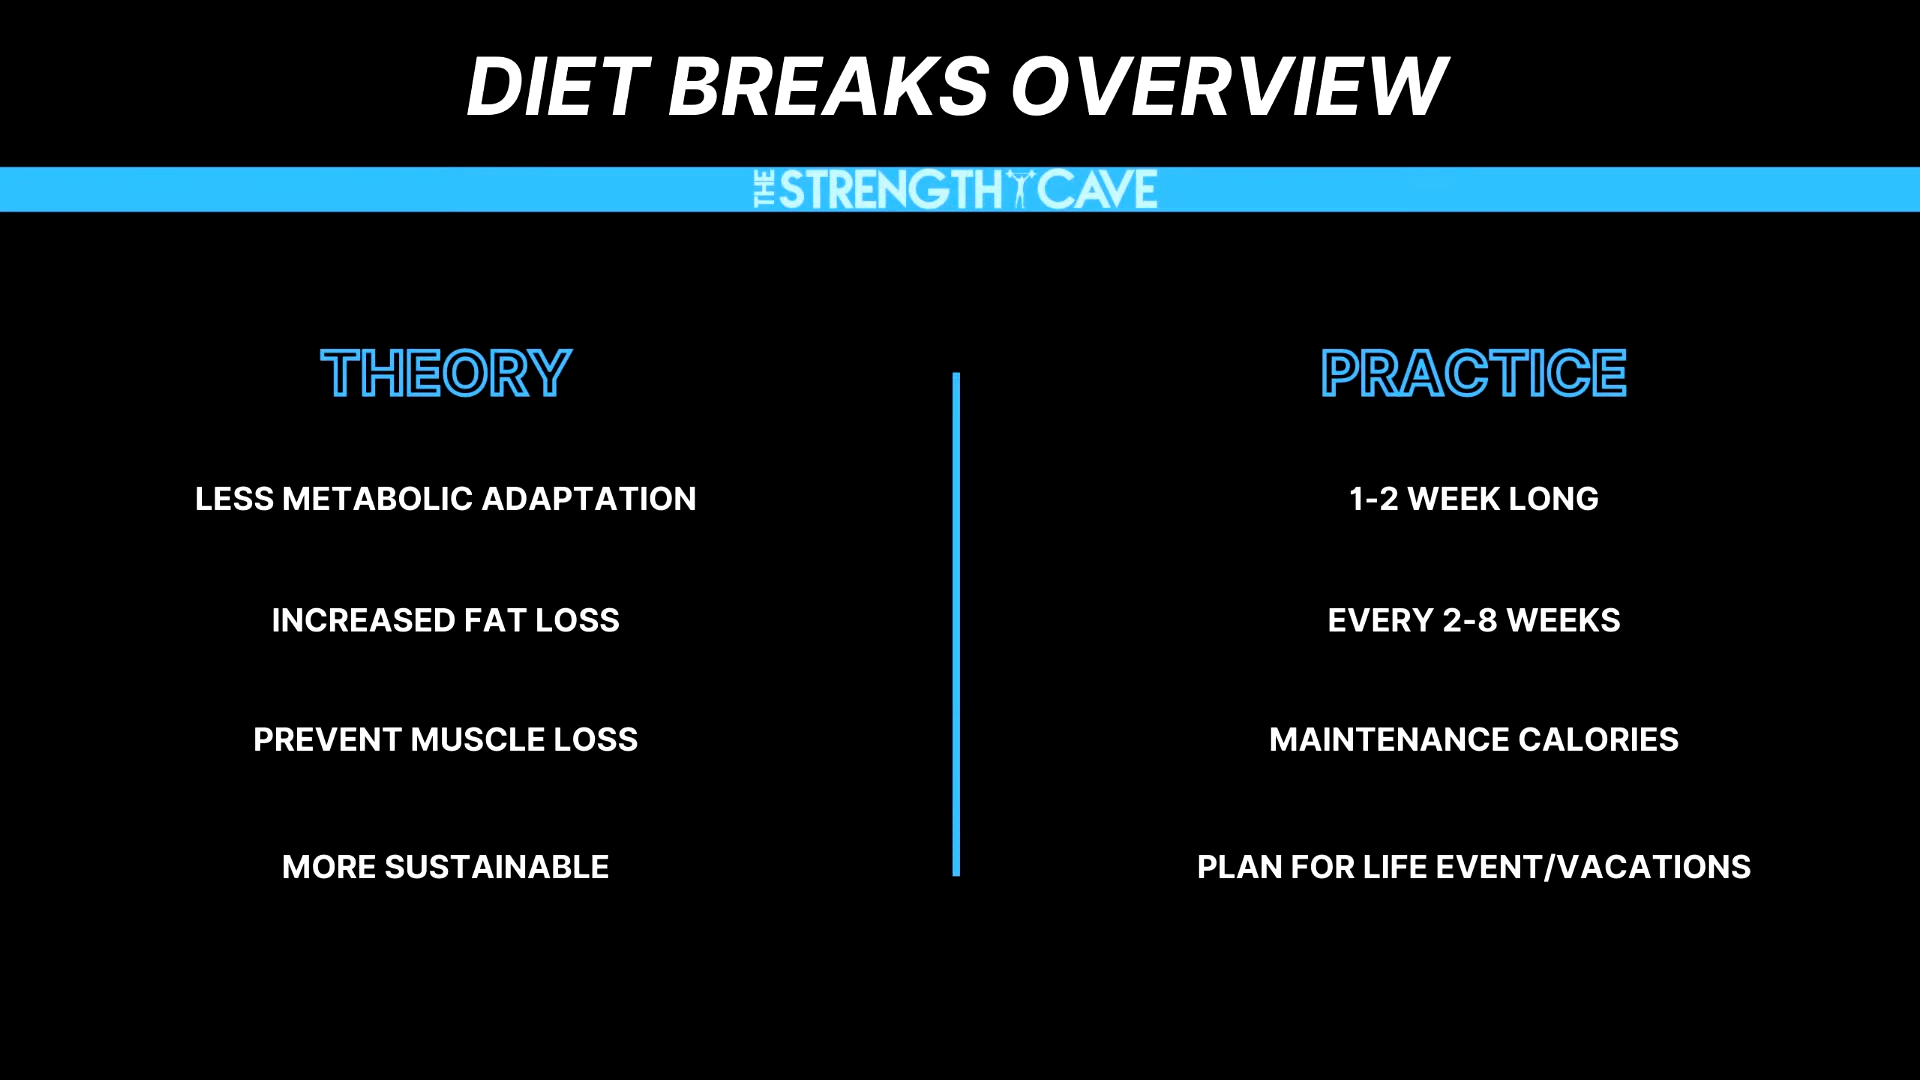 DIET BREAKS OVERVIEW
THE STRENGTH CAVE
THEORY
LESS METABOLIC ADAPTATION
INCREASED FAT LOSS
PREVENT MUSCLE LOSS
MORE SUSTAINABLE
PRACTICE
1-2 WEEK LONG
EVERY 2-8 WEEKS
MAINTENANCE CALORIES
PLAN FOR LIFE EVENT/VACATIONS